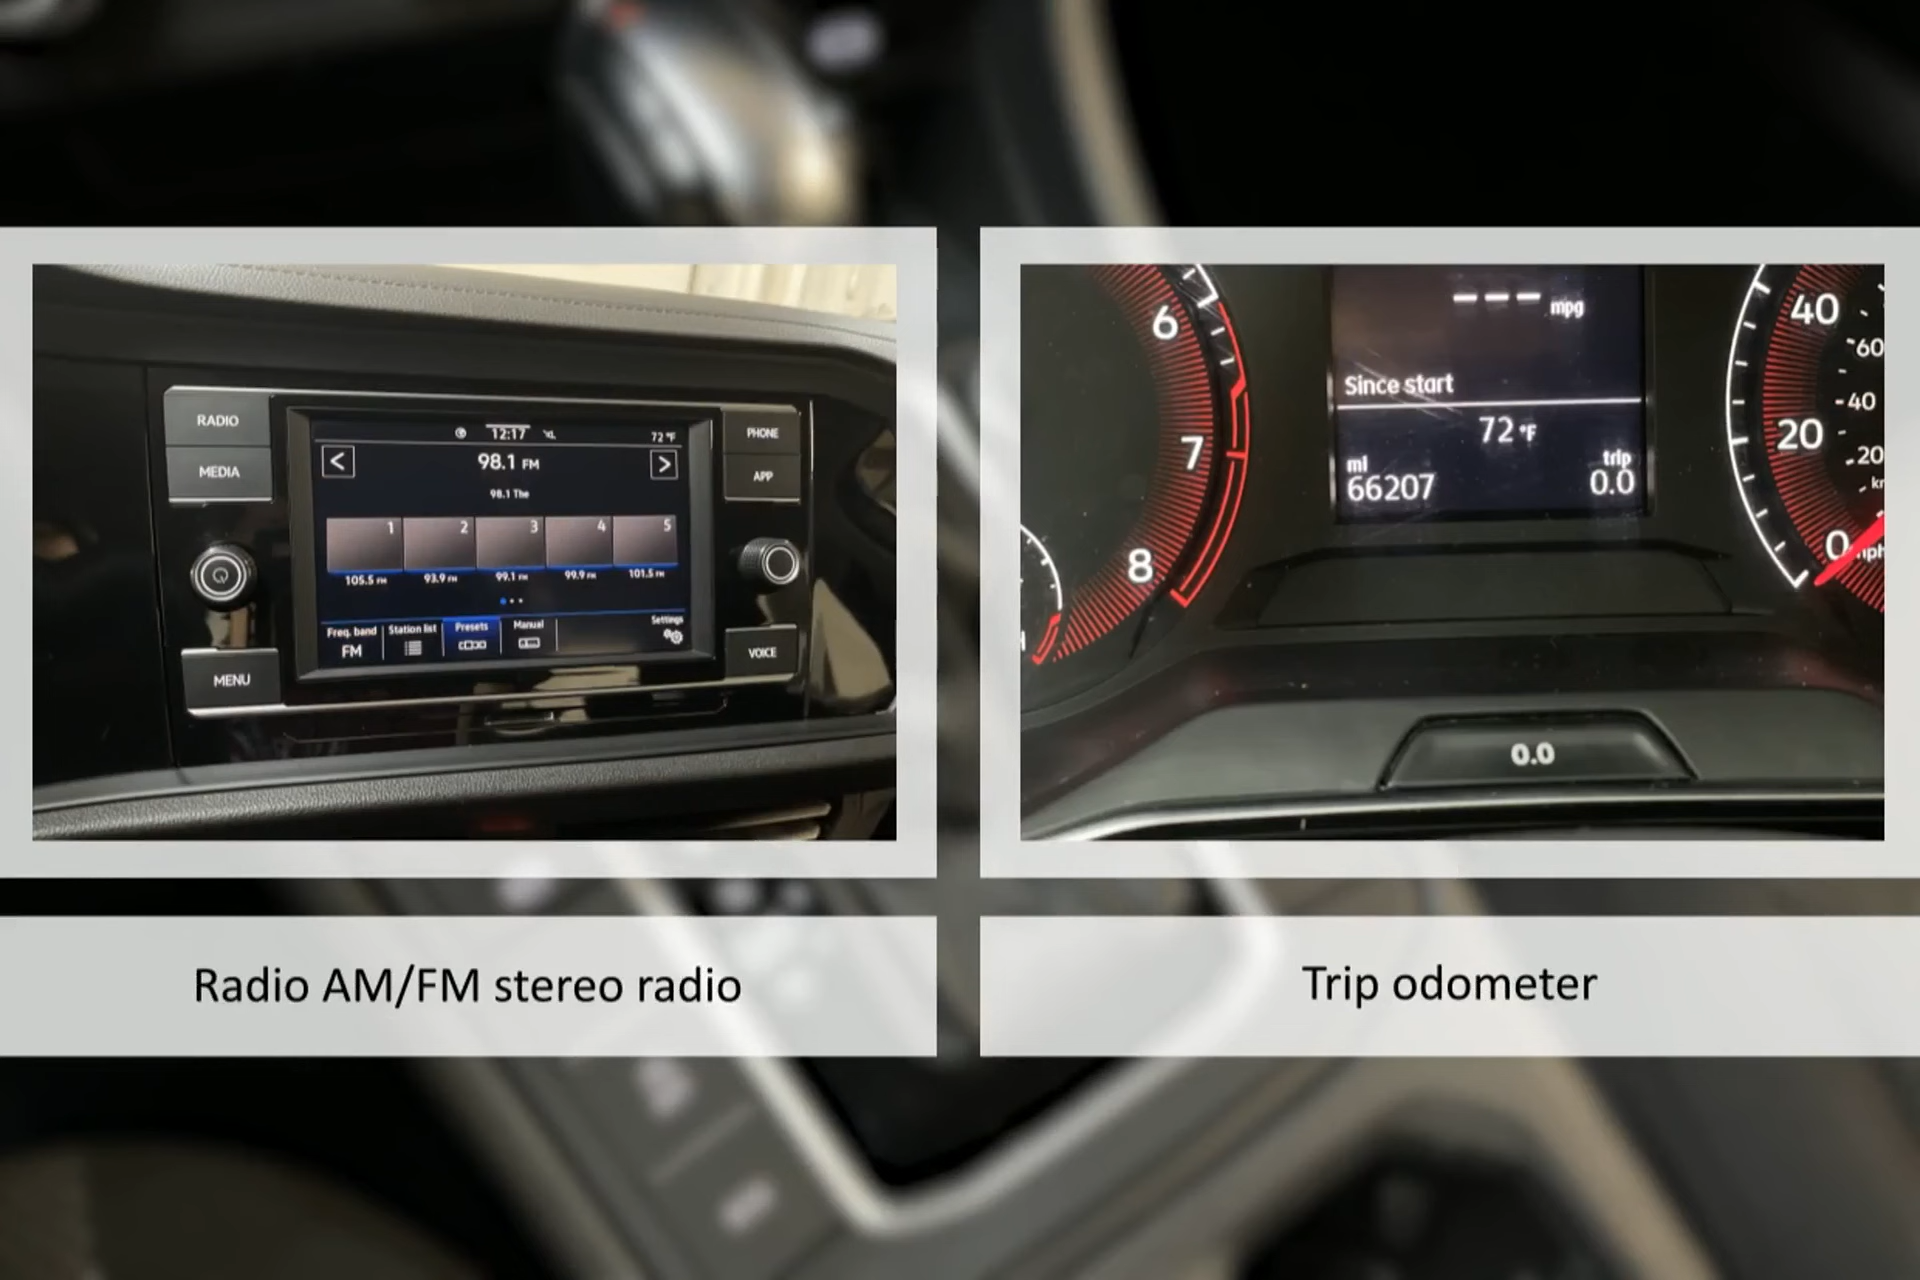 RADIO
MEDIA
MENU
12:17
72°F
98.1 FM
98.1 The
1 2 3 4 5
105.5 FM 93.9 FM 99.1 FM 99.9 FM 101.5 FM
Freq. band Station list Presets Manual Settings
FM
PHONE
APP
VOICE
< >
6
7
8
--- mpg
Since start
72 °F
mi trip
66207 0.0
40
20
0
mph
60
40
20
0.0
Radio AM/FM stereo radio
Trip odometer